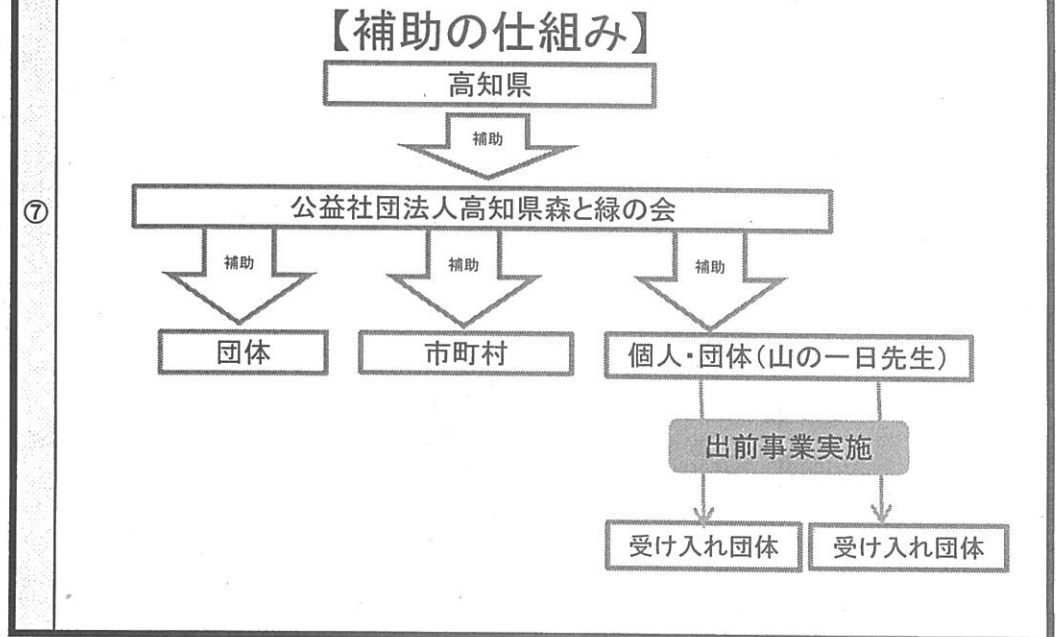 【補助の仕組み】
高知県
補助
公益社団法人高知県森と緑の会
⑦
補助
補助
補助
団体
市町村
個人・団体(山の一日先生)
出前事業実施
受け入れ団体
受け入れ団体